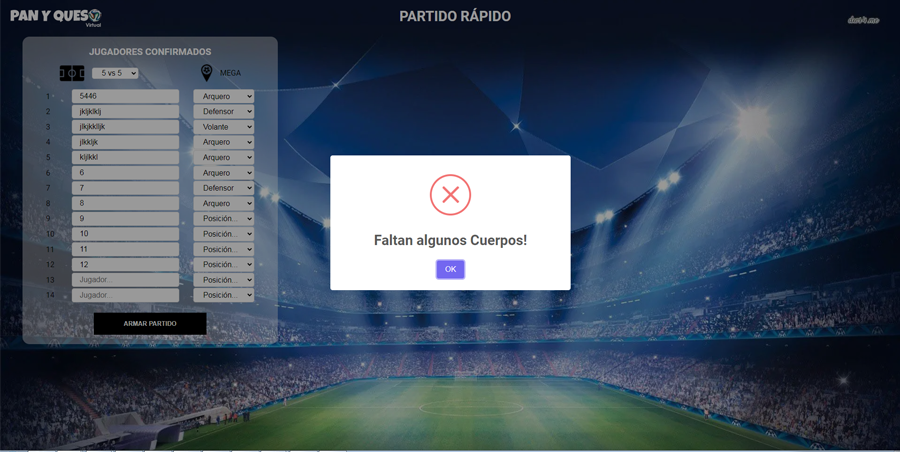 PAN Y QUESO
Virtual
PARTIDO RÁPIDO
JUGADORES CONFIRMADOS
5 vs 5
MEGA
1 5446 Arquero
2 jkljklklj Defensor
3 jlkjkklljk Volante
4 jlkkljk Arquero
5 kljlkkl Arquero
6 6 Arquero
7 7 Defensor
8 8 Arquero
9 9 Posición...
10 10 Posición...
11 11 Posición...
12 12 Posición...
13 Jugador... Posición...
14 Jugador... Posición...
ARMAR PARTIDO
Faltan algunos Cuerpos!
OK